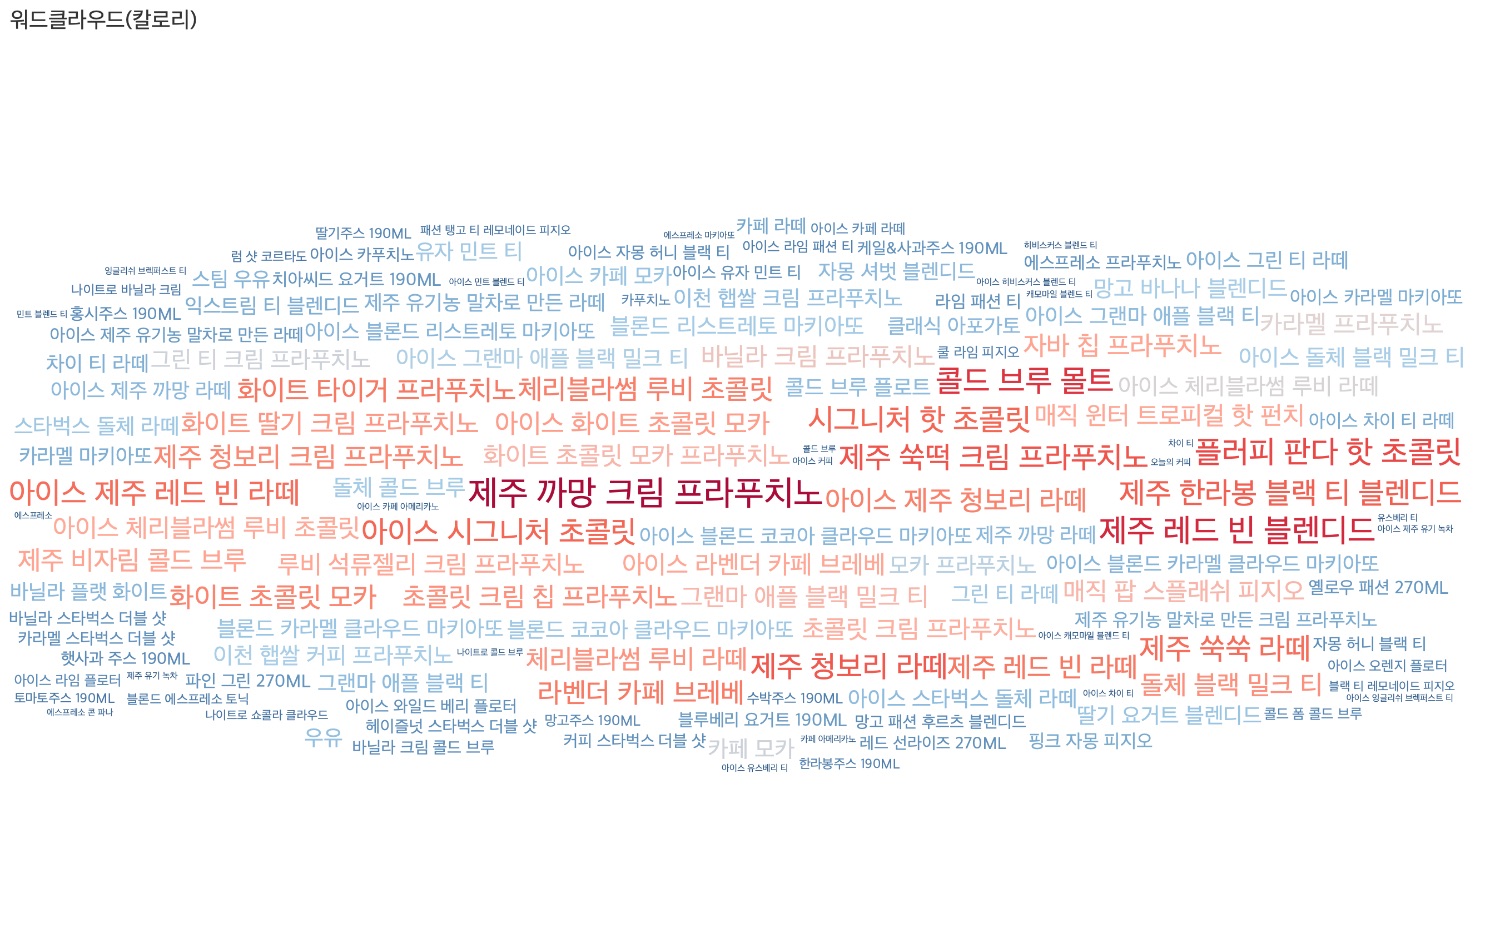 워드클라우드(칼로리)
카페 라떼 아이스 카페 라떼
딸기주스 190ML 패션 탱고 티 레모네이드 피지오 에스프레소 마키아또
럼 샷 코르타도 아이스 카푸치노 유자 민트 티 아이스 자몽 허니 블랙 티 아이스 라임 패션 티 케일&사과주스 190ML 히비스커스 블렌드 티
에스프레소 프라푸치노 아이스 그린 티 라떼
잉글리쉬 브렉퍼스트 티 스팀 우유 치아씨드 요거트 190ML 아이스 민트 블렌드 티 아이스 카페 모카 아이스 유자 민트 티 자몽 셔벗 블렌디드 아이스 히비스커스 블렌드 티
나이트로 바닐라 크림 카푸치노 이천 햅쌀 크림 프라푸치노 라임 패션 티 캐모마일 블렌드 티 망고 바나나 블렌디드 아이스 카라멜 마키아또
민트 블렌드 티 홍시주스 190ML 익스트림 티 블렌디드 제주 유기농 말차로 만든 라떼
아이스 제주 유기농 말차로 만든 라떼 아이스 블론드 리스트레토 마키아또 블론드 리스트레토 마키아또 클래식 아포가토 아이스 그랜마 애플 블랙 티 카라멜 프라푸치노
차이 티 라떼 그린 티 크림 프라푸치노 아이스 그랜마 애플 블랙 밀크 티 바닐라 크림 프라푸치노 쿨 라임 피지오 자바 칩 프라푸치노 아이스 돌체 블랙 밀크 티
아이스 제주 까망 라떼 화이트 타이거 프라푸치노 체리블라썸 루비 초콜릿 콜드 브루 플로트 콜드 브루 몰트 아이스 체리블라썸 루비 라떼
스타벅스 돌체 라떼 화이트 딸기 크림 프라푸치노 아이스 화이트 초콜릿 모카 시그니처 핫 초콜릿 매직 윈터 트로피컬 핫 펀치 아이스 차이 티 라떼
카라멜 마키아또 제주 청보리 크림 프라푸치노 화이트 초콜릿 모카 프라푸치노 콜드 브루 아이스 커피 제주 쑥떡 크림 프라푸치노 차이 티 오늘의 커피 플러피 판다 핫 초콜릿
아이스 제주 레드 빈 라떼 돌체 콜드 브루 제주 까망 크림 프라푸치노 아이스 제주 청보리 라떼 제주 한라봉 블랙 티 블렌디드
에스프레소 아이스 카페 아메리카노
아이스 체리블라썸 루비 초콜릿 아이스 시그니처 초콜릿 아이스 블론드 코코아 클라우드 마키아또 제주 까망 라떼 제주 레드 빈 블렌디드 유스베리 티 아이스 제주 유기 녹차
제주 비자림 콜드 브루 루비 석류젤리 크림 프라푸치노 아이스 라벤더 카페 브레베 모카 프라푸치노 아이스 블론드 카라멜 클라우드 마키아또
바닐라 플랫 화이트 화이트 초콜릿 모카 초콜릿 크림 칩 프라푸치노 그랜마 애플 블랙 밀크 티 그린 티 라떼 매직 팝 스플래쉬 피지오 옐로우 패션 270ML
바닐라 스타벅스 더블 샷 제주 유기농 말차로 만든 크림 프라푸치노
카라멜 스타벅스 더블 샷 블론드 카라멜 클라우드 마키아또 블론드 코코아 클라우드 마키아또 초콜릿 크림 프라푸치노 아이스 캐모마일 블렌드 티
햇사과 주스 190ML 이천 햅쌀 커피 프라푸치노 나이트로 콜드 브루 체리블라썸 루비 라떼 제주 청보리 라떼 제주 레드 빈 라떼 제주 쑥쑥 라떼 자몽 허니 블랙 티
아이스 라임 플로터 제주 유기 녹차 파인 그린 270ML 그랜마 애플 블랙 티 아이스 오렌지 플로터
토마토주스 190ML 블론드 에스프레소 토닉 라벤더 카페 브레베 수박주스 190ML 아이스 스타벅스 돌체 라떼 아이스 차이 티 돌체 블랙 밀크 티 블랙 티 레모네이드 피지오
아이스 잉글리쉬 브렉퍼스트 티
에스프레소 콘 파나 나이트로 쇼콜라 클라우드 아이스 와일드 베리 플로터 딸기 요거트 블렌디드 콜드 폼 콜드 브루
헤이즐넛 스타벅스 더블 샷 망고주스 190ML 블루베리 요거트 190ML 망고 패션 후르츠 블렌디드
우유 바닐라 크림 콜드 브루 커피 스타벅스 더블 샷 카페 모카 카페 아메리카노 레드 선라이즈 270ML 핑크 자몽 피지오
아이스 유스베리 티 한라봉주스 190ML